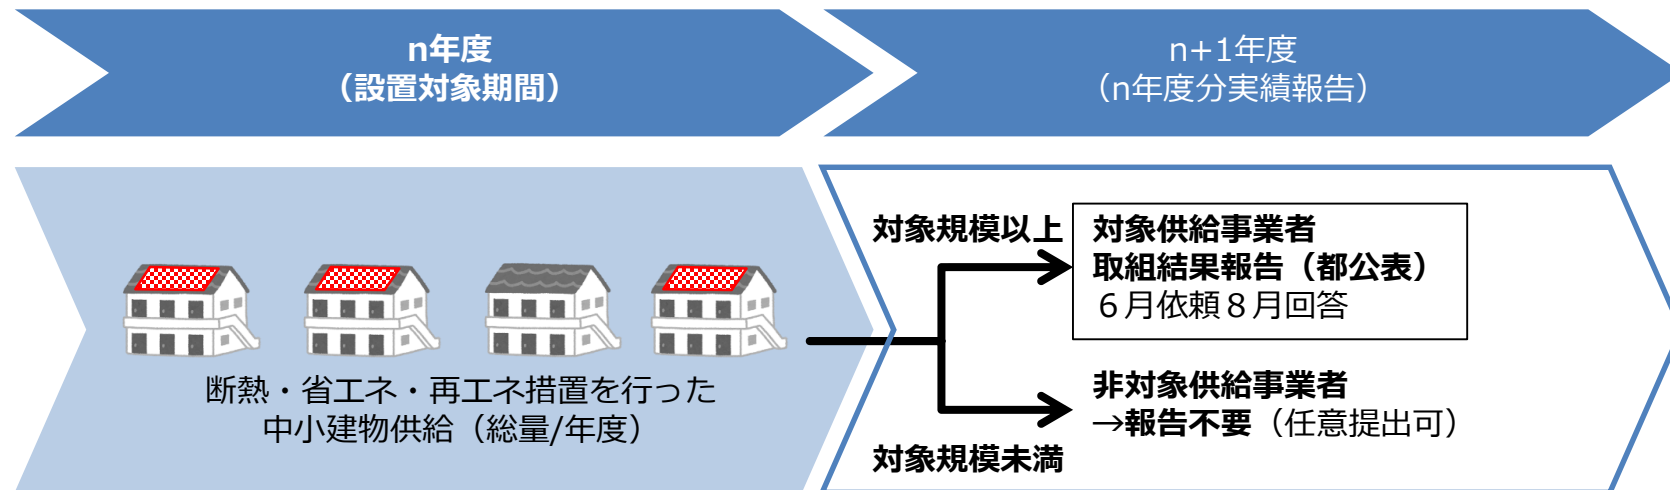 n年度
（設置対象期間）
n+1年度
（n年度分実績報告）
断熱・省エネ・再エネ措置を行った
中小建物供給（総量/年度）
対象規模以上
対象供給事業者
取組結果報告（都公表）
６月依頼８月回答
非対象供給事業者
→報告不要（任意提出可）
対象規模未満